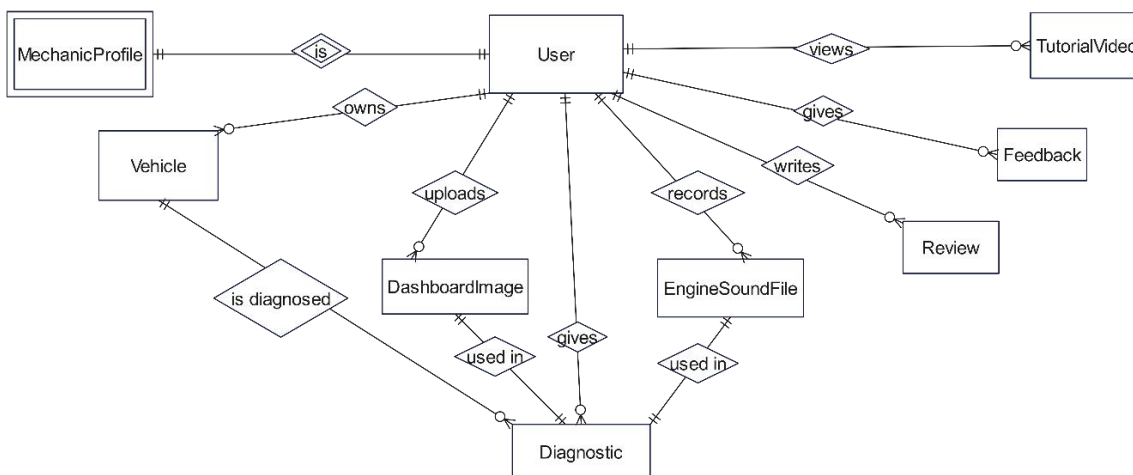 MechanicProfile
is
User
views
TutorialVideo
owns
gives
Feedback
Vehicle
uploads
records
writes
Review
is diagnosed
DashboardImage
EngineSoundFile
used in
gives
used in
Diagnostic